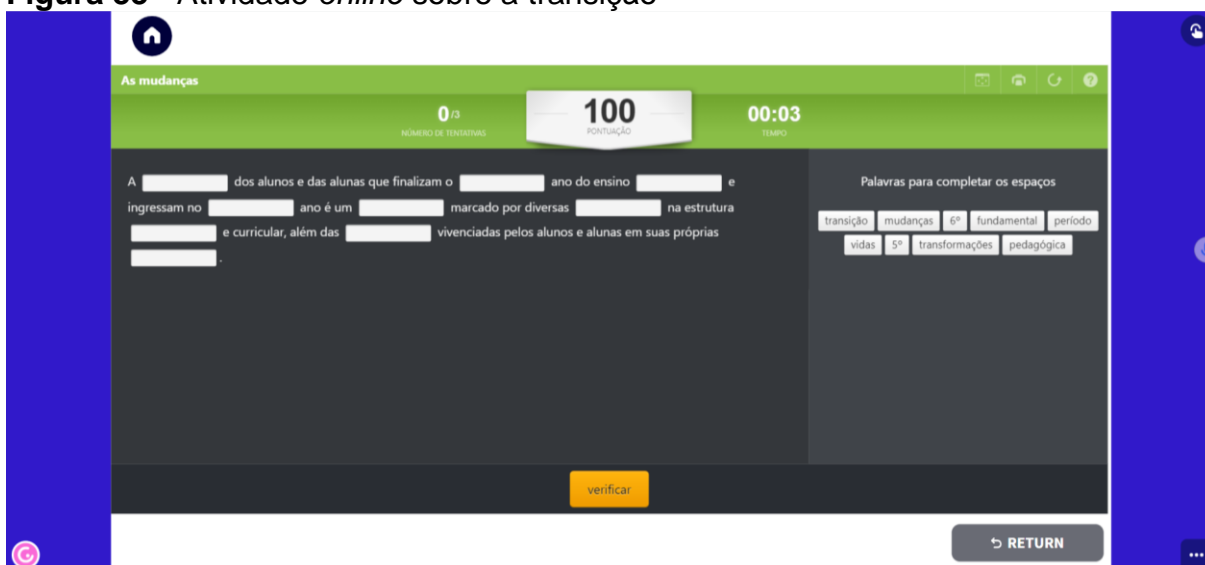 Figura 33 - Atividade online sobre a transição
As mudanças
0/3
NÚMERO DE TENTATIVAS
100
PONTUAÇÃO
00:03
TEMPO
A dos alunos e das alunas que finalizam o ano do ensino e
ingressam no ano é um marcado por diversas na estrutura
e curricular, além das vivenciadas pelos alunos e alunas em suas próprias
.
Palavras para completar os espaços
transição mudanças 6º fundamental período
vidas 5º transformações pedagógica
verificar
RETURN